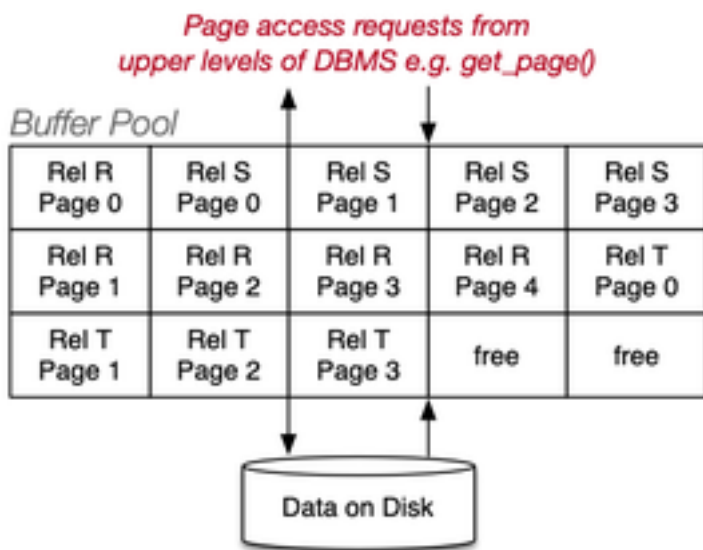 Page access requests from
upper levels of DBMS e.g. get_page()
Buffer Pool
Rel R
Page 0
Rel S
Page 0
Rel S
Page 1
Rel S
Page 2
Rel S
Page 3
Rel R
Page 1
Rel R
Page 2
Rel R
Page 3
Rel R
Page 4
Rel T
Page 0
Rel T
Page 1
Rel T
Page 2
Rel T
Page 3
free
free
Data on Disk